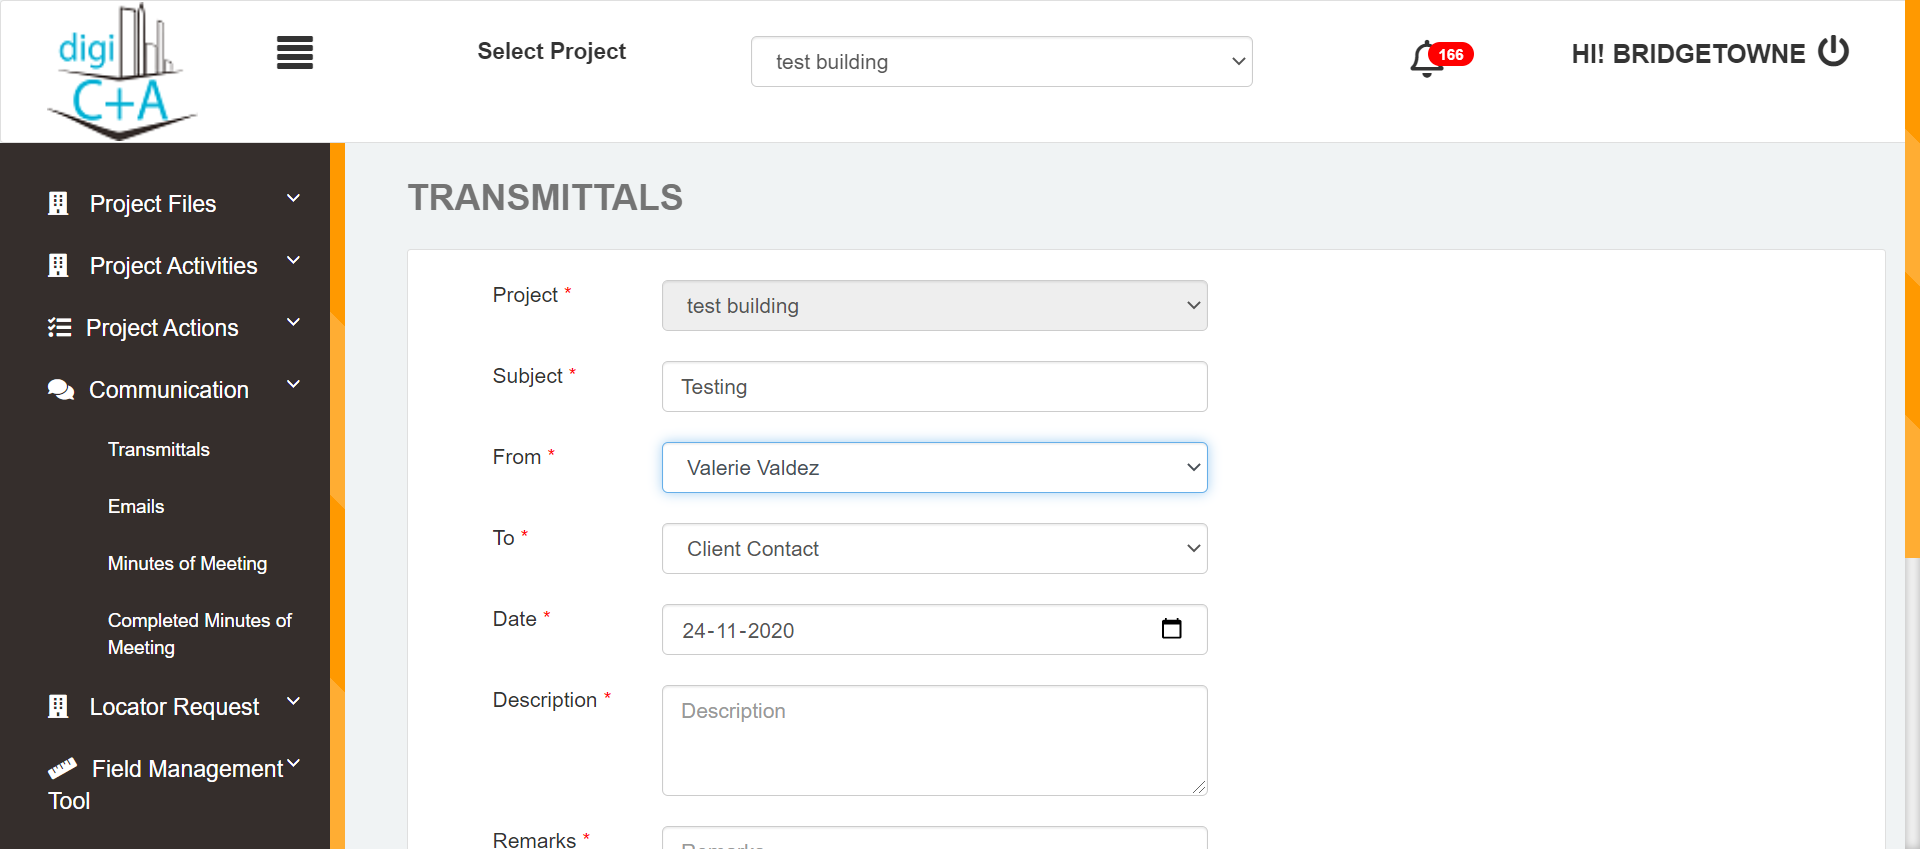 digi
C+A
Select Project
test building
166
HI! BRIDGETOWNE
Project Files
Project Activities
Project Actions
Communication
Transmittals
Emails
Minutes of Meeting
Completed Minutes of
Meeting
Locator Request
Field Management
Tool
TRANSMITTALS
Project *
test building
Subject *
Testing
From *
Valerie Valdez
To *
Client Contact
Date *
24-11-2020
Description *
Description
Remarks *
Remarks